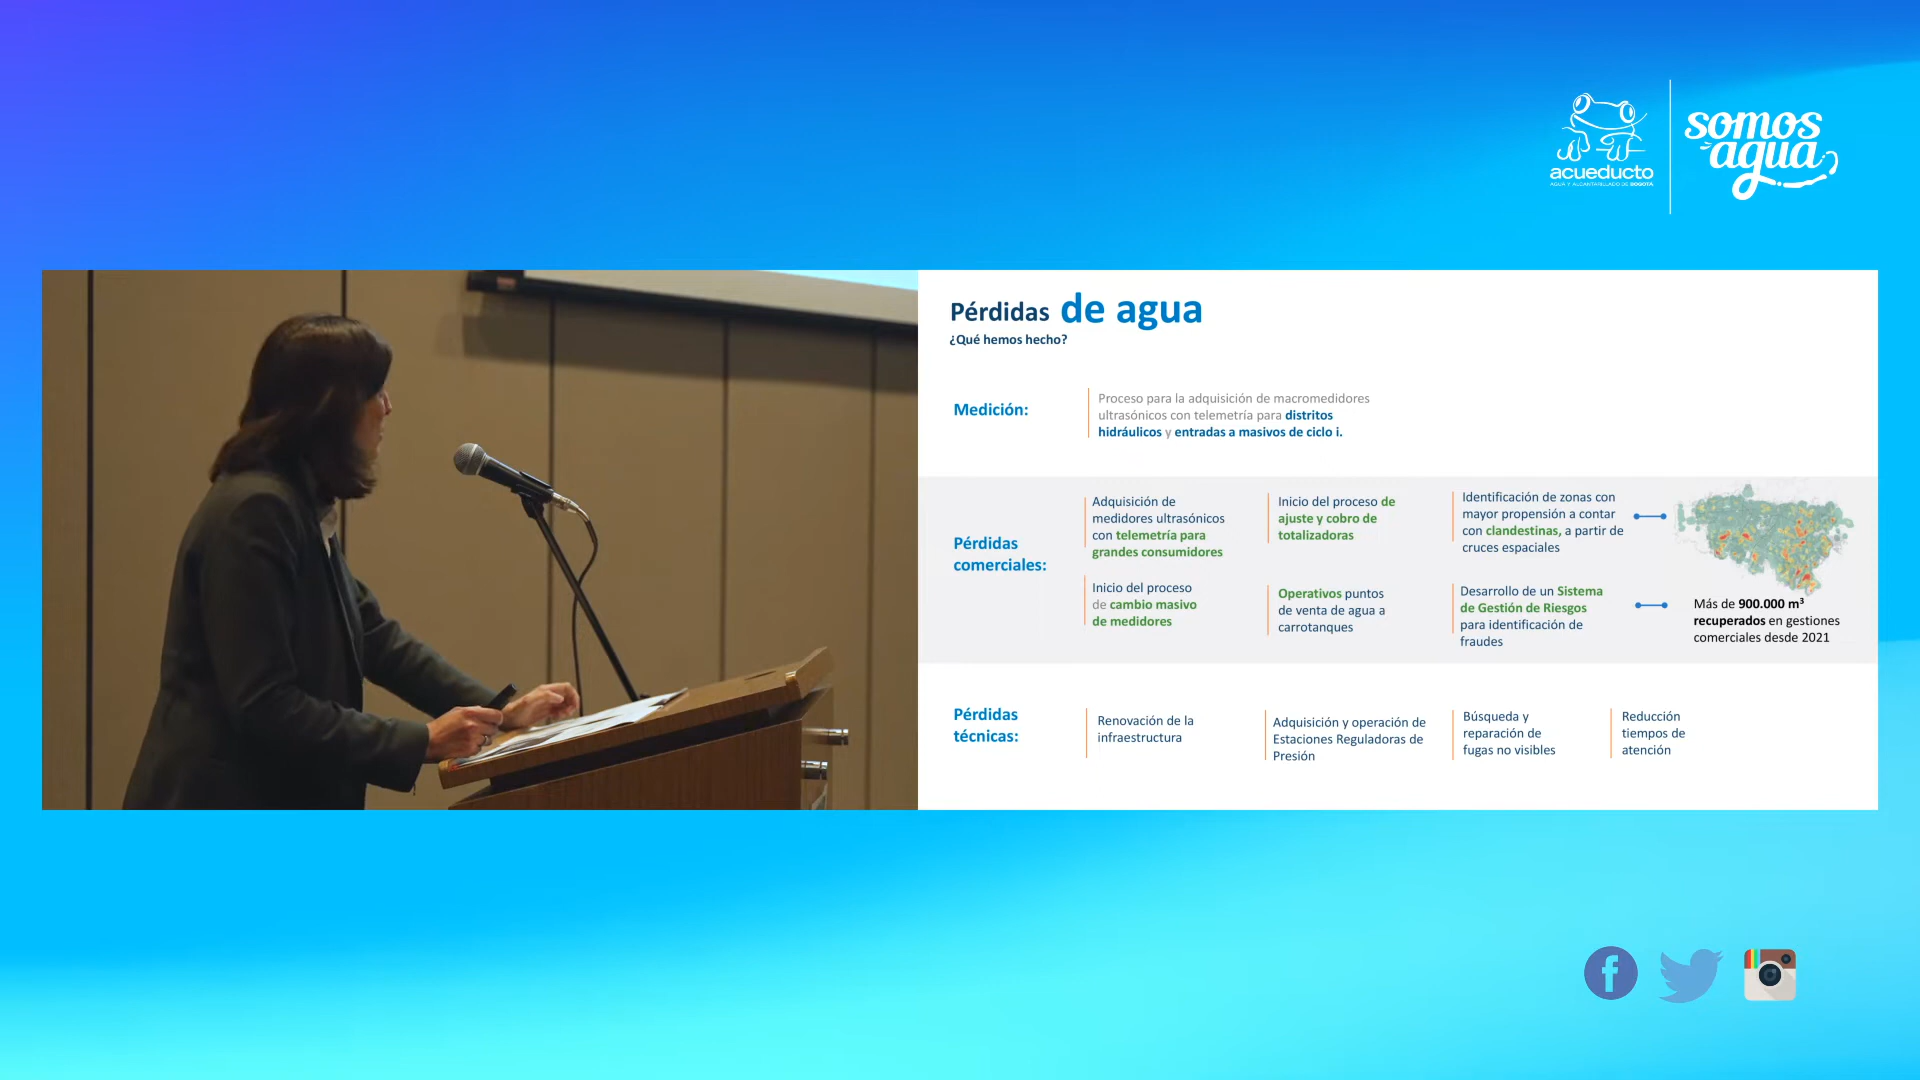 acueducto
AGUA Y ALCANTARILLADO DE BOGOTÁ
somos
agua
Pérdidas de agua
¿Qué hemos hecho?
Medición:
Proceso para la adquisición de macromedidores
ultrasónicos con telemetría para distritos
hidráulicos y entradas a masivos de ciclo i.
Pérdidas
comerciales:
Adquisición de
medidores ultrasónicos
con telemetría para
grandes consumidores
Inicio del proceso de
ajuste y cobro de
totalizadoras
Identificación de zonas con
mayor propensión a contar
con clandestinas, a partir de
cruces espaciales
Inicio del proceso
de cambio masivo
de medidores
Operativos puntos
de venta de agua a
carrotanques
Desarrollo de un Sistema
de Gestión de Riesgos
para identificación de
fraudes
Más de 900.000 m³
recuperados en gestiones
comerciales desde 2021
Pérdidas
técnicas:
Renovación de la
infraestructura
Adquisición y operación de
Estaciones Reguladoras de
Presión
Búsqueda y
reparación de
fugas no visibles
Reducción
tiempos de
atención